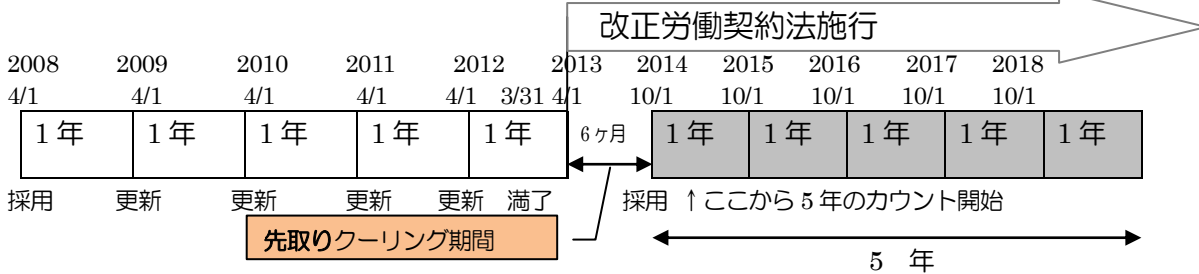 改正労働契約法施行
2008 2009 2010 2011 2012 2013 2014 2015 2016 2017 2018
4/1 4/1 4/1 4/1 4/1 3/31 4/1 10/1 10/1 10/1 10/1 10/1
1年 1年 1年 1年 1年 6ヶ月 1年 1年 1年 1年 1年
採用 更新 更新 更新 更新 満了 採用 ↑ここから5年のカウント開始
先取りクーリング期間
5 年